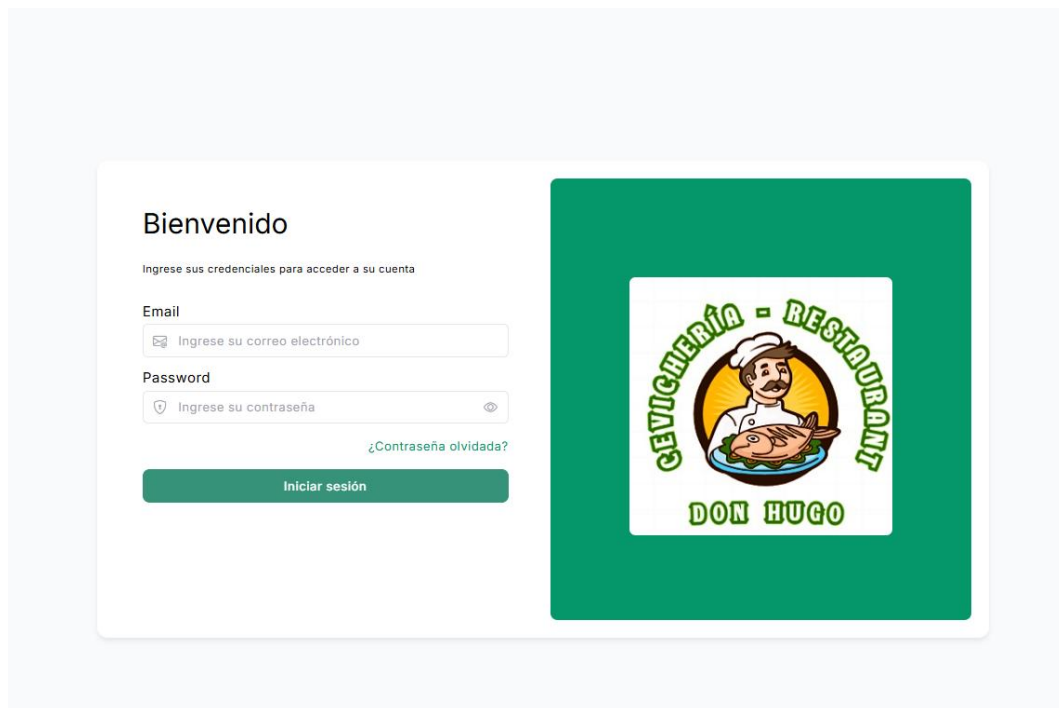 Bienvenido
Ingrese sus credenciales para acceder a su cuenta
Email
Ingrese su correo electrónico
Password
Ingrese su contraseña
¿Contraseña olvidada?
Iniciar sesión
CEVICHERÍA - RESTAURANT
DON HUGO